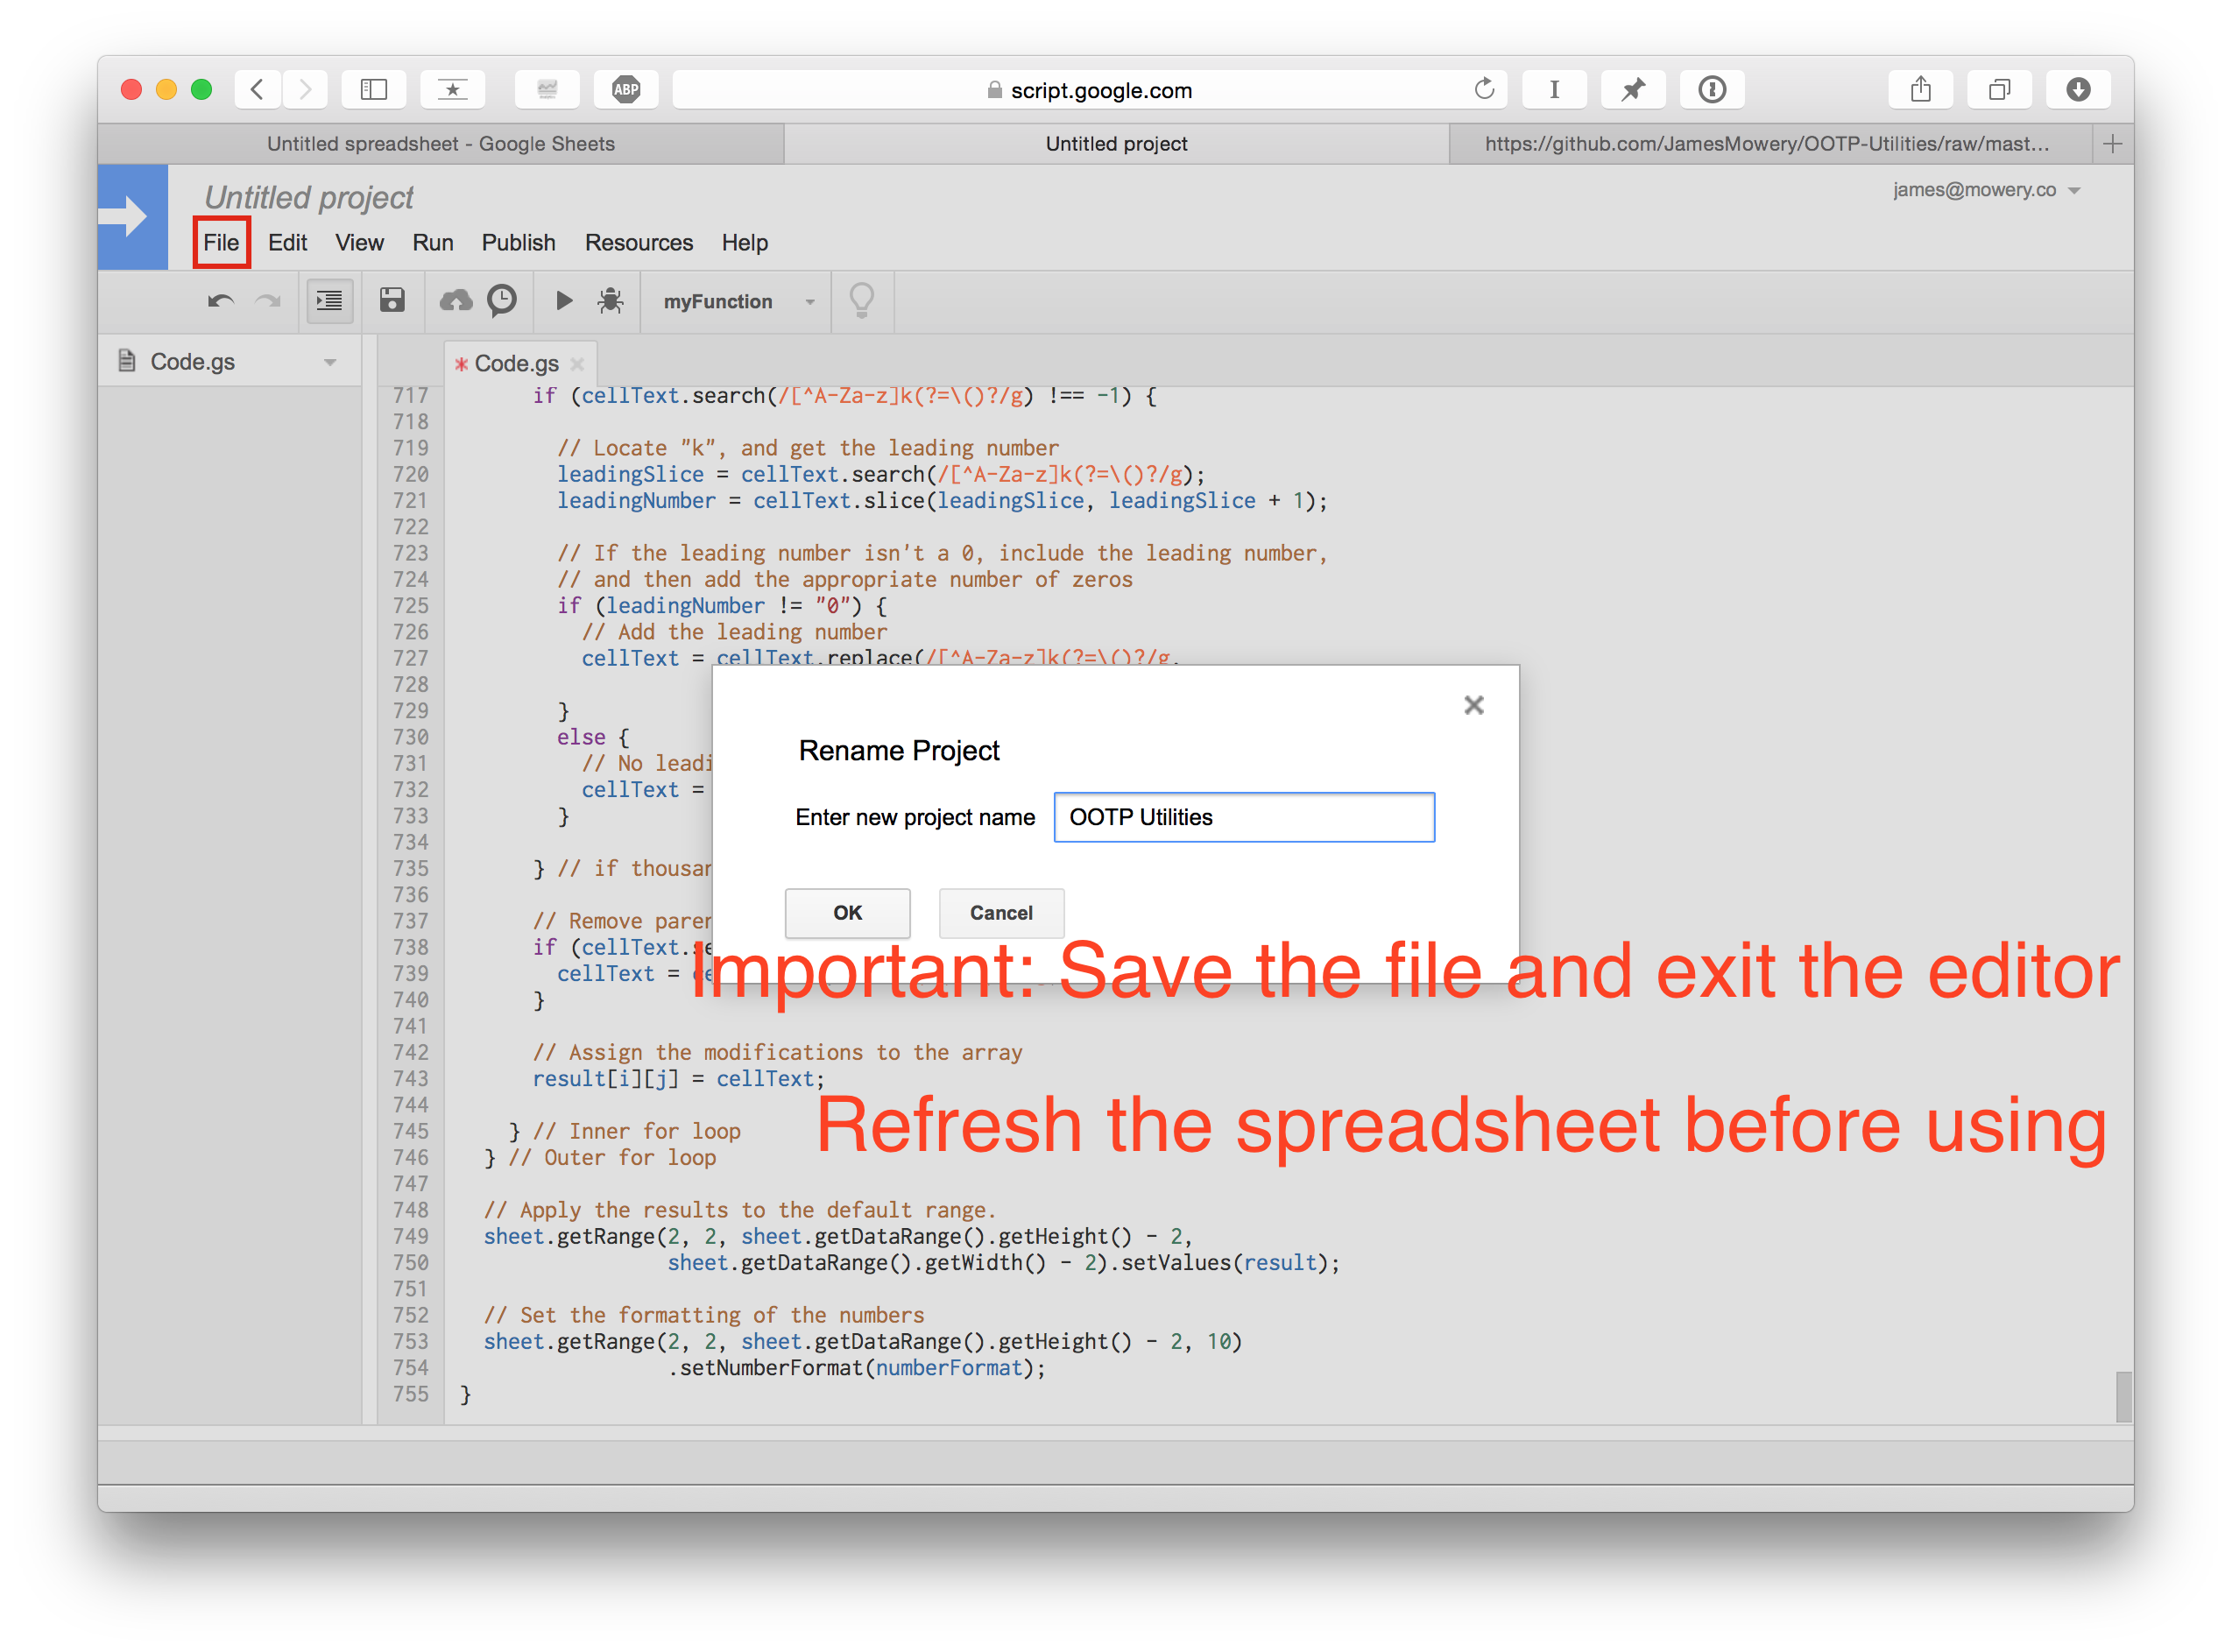 ABP
script.google.com
Untitled spreadsheet - Google Sheets
Untitled project
https://github.com/JamesMowery/OOTP-Utilities/raw/mast...
Untitled project
james@mowery.co
File Edit View Run Publish Resources Help
myFunction
Code.gs
* Code.gs
717 if (cellText.search(/[^A-Za-z]k(?=\()?/g) !== -1) {
718
719 // Locate "k", and get the leading number
720 leadingSlice = cellText.search(/[^A-Za-z]k(?=\()?/g);
721 leadingNumber = cellText.slice(leadingSlice, leadingSlice + 1);
722
723 // If the leading number isn't a 0, include the leading number,
724 // and then add the appropriate number of zeros
725 if (leadingNumber != "0") {
726 // Add the leading number
727 cellText = cellText.replace(/[^A-Za-z]k(?=\()?/g,
728
729 }
730 else {
731 // No leadi
732 cellText =
733 }
734
735 } // if thousan
736
737 // Remove paren
738 if (cellText.se
739 cellText = ce
740 }
741
742 // Assign the modifications to the array
743 result[i][j] = cellText;
744
745 } // Inner for loop
746 } // Outer for loop
747
748 // Apply the results to the default range.
749 sheet.getRange(2, 2, sheet.getDataRange().getHeight() - 2,
750 sheet.getDataRange().getWidth() - 2).setValues(result);
751
752 // Set the formatting of the numbers
753 sheet.getRange(2, 2, sheet.getDataRange().getHeight() - 2, 10)
754 .setNumberFormat(numberFormat);
755 }
Rename Project
Enter new project name OOTP Utilities
OK Cancel
Important: Save the file and exit the editor
Refresh the spreadsheet before using